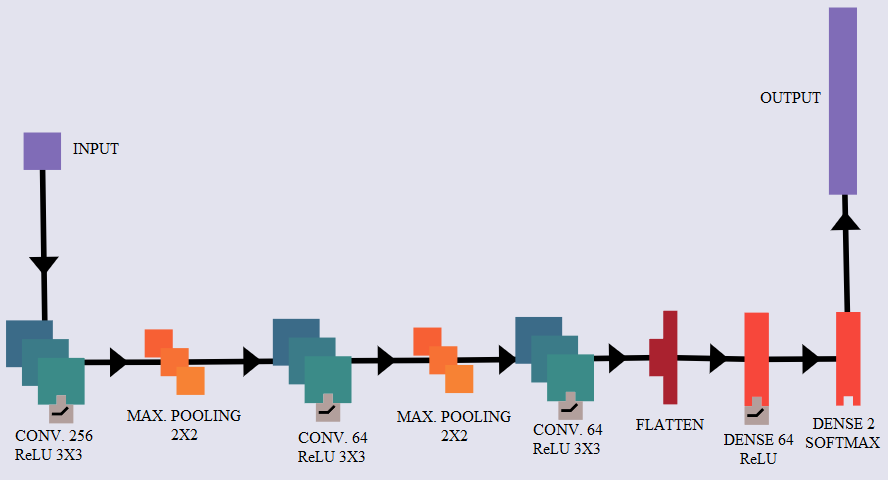 INPUT
OUTPUT
CONV. 256
ReLU 3X3
MAX. POOLING
2X2
CONV. 64
ReLU 3X3
MAX. POOLING
2X2
CONV. 64
ReLU 3X3
FLATTEN
DENSE 64
ReLU
DENSE 2
SOFTMAX